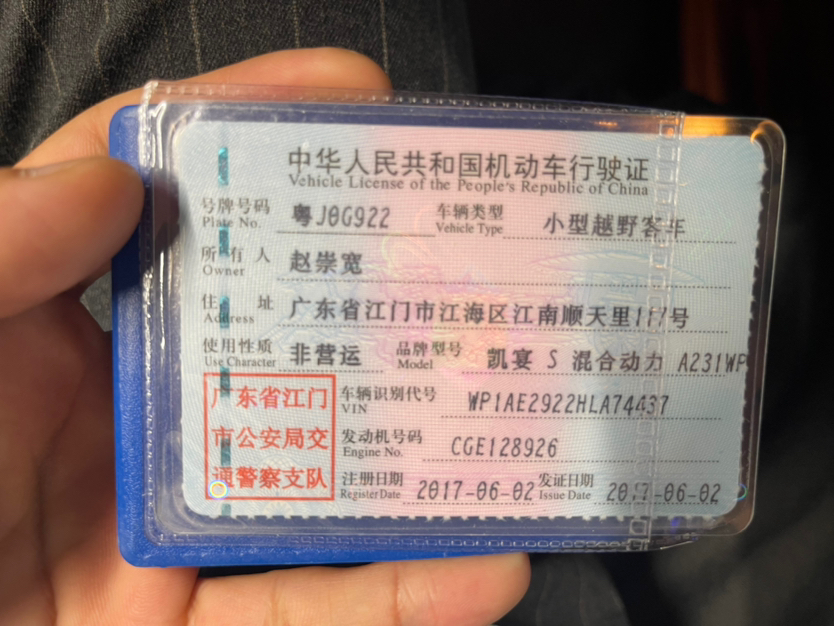 中华人民共和国机动车行驶证
Vehicle License of the People's Republic of China
号牌号码 粤J0G922 车辆类型 小型越野客车
Plate No. Vehicle Type
所有人 赵崇宽
Owner
住址 广东省江门市江海区江南顺天里117号
Address
使用性质 非营运 品牌型号 凯宴 S 混合动力 A231WP
Use Character Model
广东省江门 车辆识别代号 WP1AE2922HLA74437
VIN
市公安局交 发动机号码 CGE128926
Engine No.
通警察支队 注册日期 2017-06-02 发证日期 2017-06-02
Register Date Issue Date